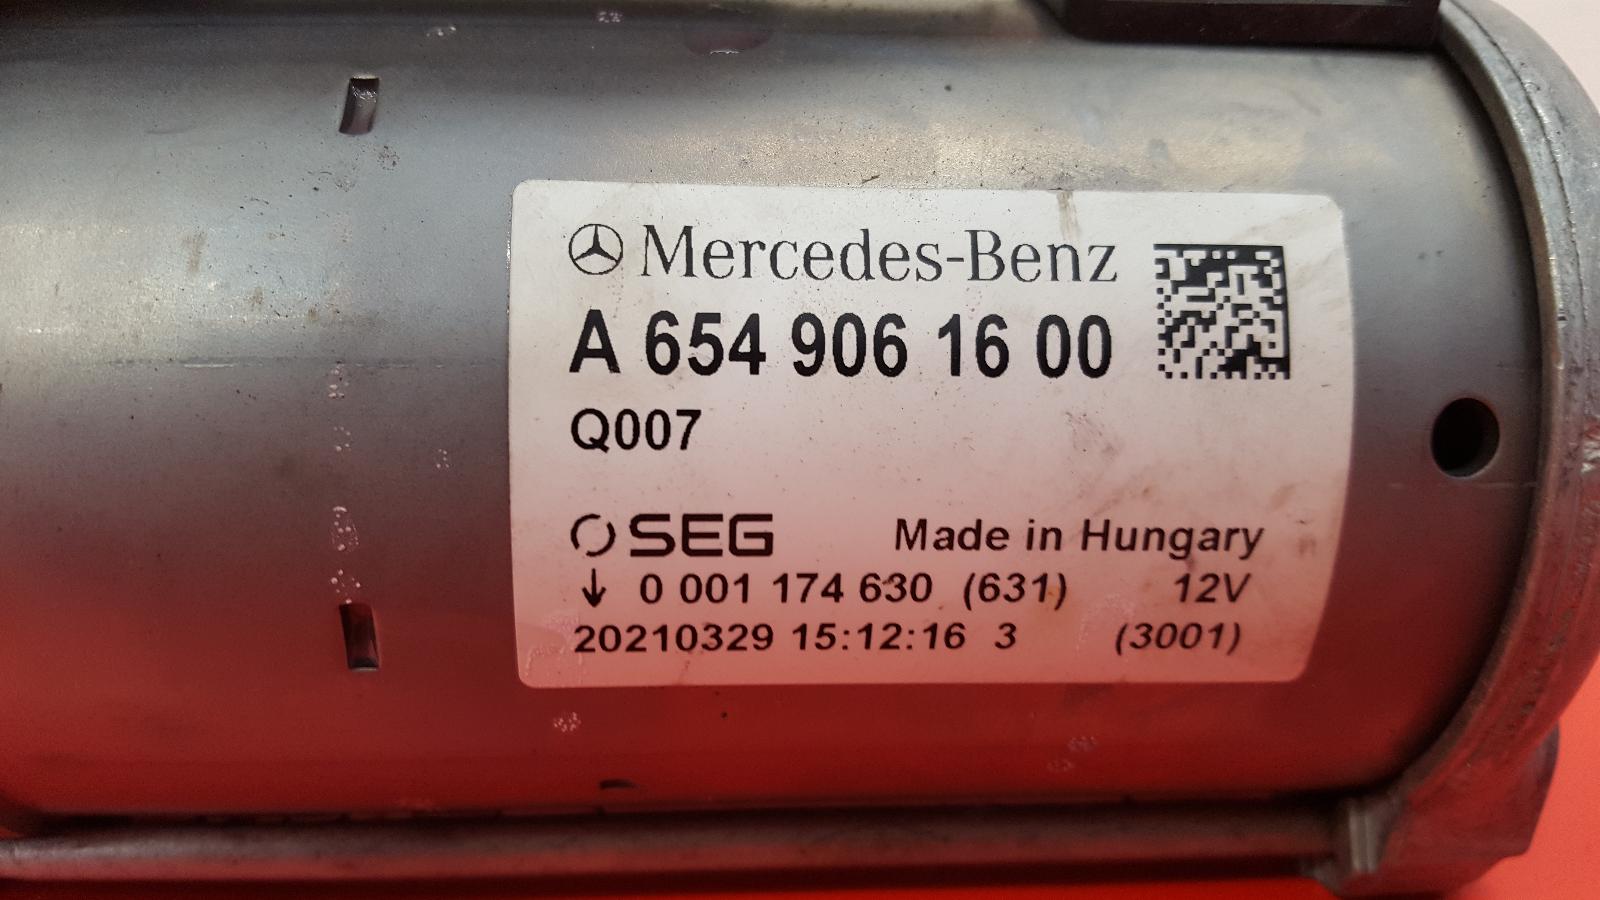 Mercedes-Benz
A 654 906 16 00
Q007
SEG Made in Hungary
↓ 0 001 174 630 (631) 12V
20210329 15:12:16 3 (3001)